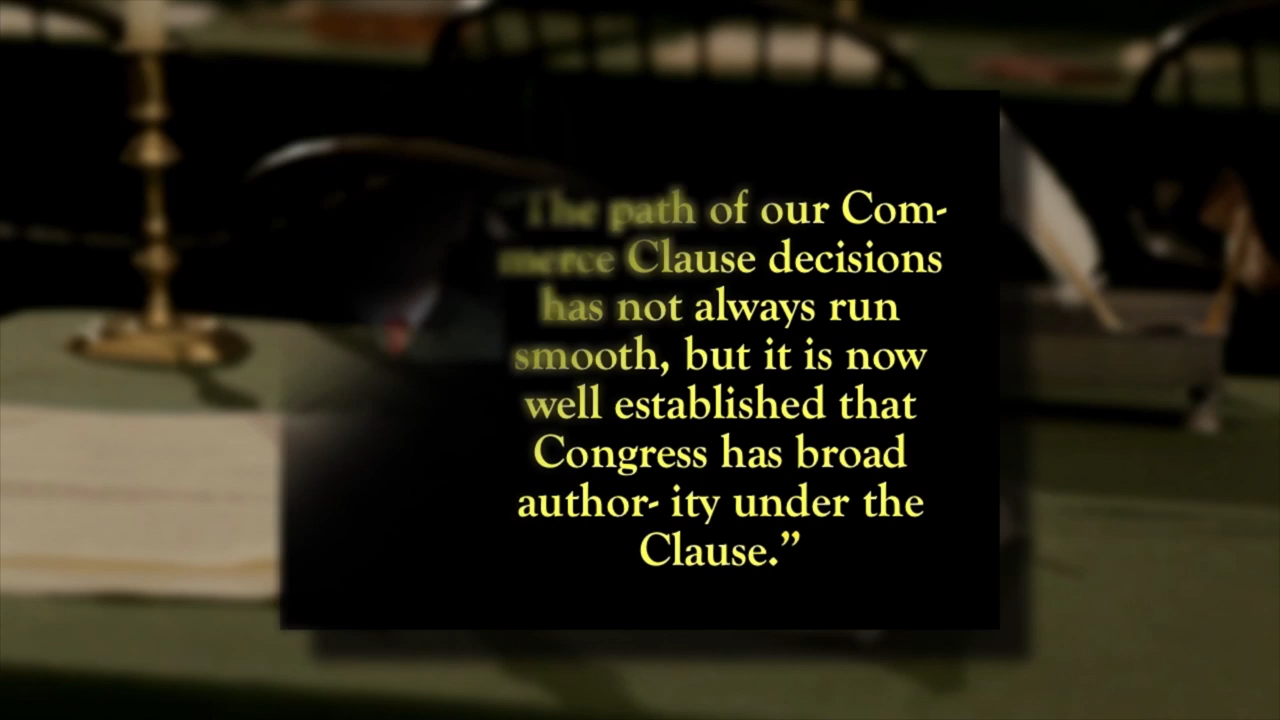 "The path of our Com-
merce Clause decisions
has not always run
smooth, but it is now
well established that
Congress has broad
author- ity under the
Clause.”